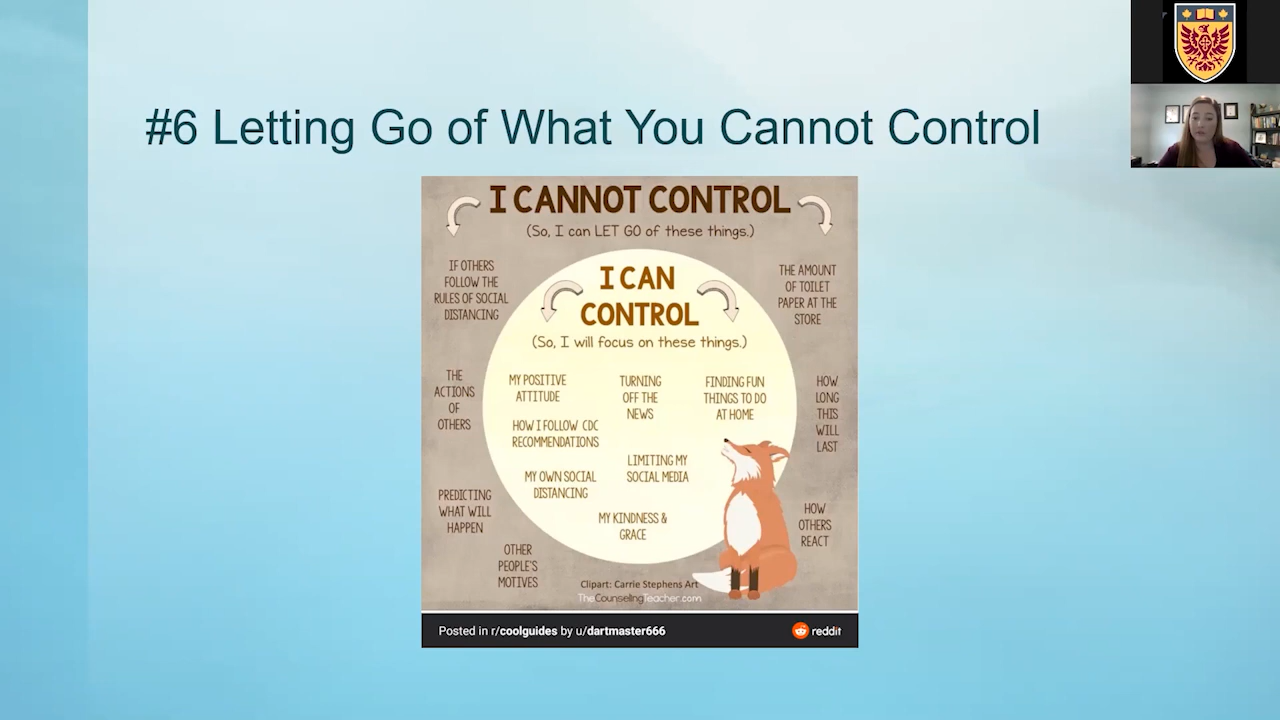 #6 Letting Go of What You Cannot Control
I CANNOT CONTROL
(So, I can LET GO of these things.)
IF OTHERS
FOLLOW THE
RULES OF SOCIAL
DISTANCING
THE AMOUNT
OF TOILET
PAPER AT THE
STORE
I CAN
CONTROL
(So, I will focus on these things.)
THE
ACTIONS
OF
OTHERS
MY POSITIVE
ATTITUDE
TURNING
OFF THE
NEWS
FINDING FUN
THINGS TO DO
AT HOME
HOW
LONG
THIS
WILL
LAST
HOW I FOLLOW CDC
RECOMMENDATIONS
LIMITING MY
SOCIAL MEDIA
MY OWN SOCIAL
DISTANCING
PREDICTING
WHAT WILL
HAPPEN
MY KINDNESS &
GRACE
HOW
OTHERS
REACT
OTHER
PEOPLE'S
MOTIVES
Clipart: Carrie Stephens Art
TheCounselingTeacher.com
Posted in r/coolguides by u/dartmaster666
reddit